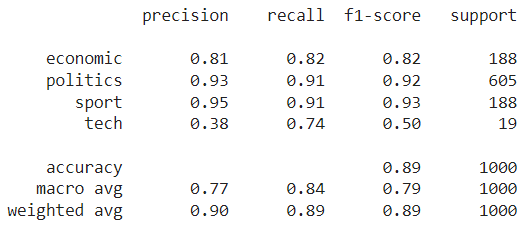 precision recall f1-score support
economic 0.81 0.82 0.82 188
politics 0.93 0.91 0.92 605
sport 0.95 0.91 0.93 188
tech 0.38 0.74 0.50 19
accuracy 0.89 1000
macro avg 0.77 0.84 0.79 1000
weighted avg 0.90 0.89 0.89 1000